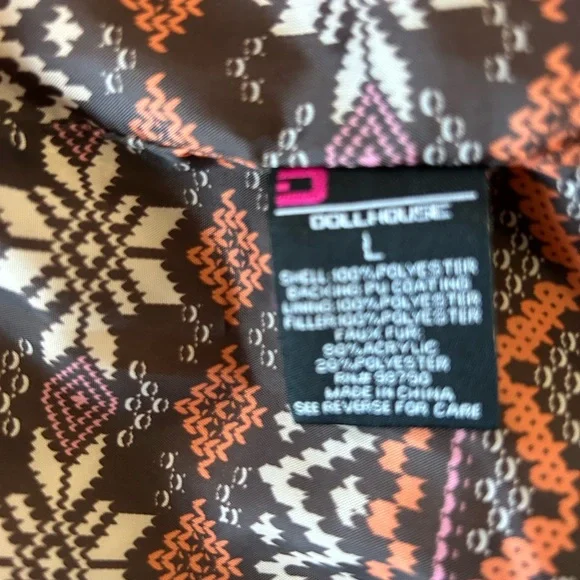 DOLLHOUSE
L
SHELL 100% POLYESTER
BACKING PU COATING
LINING 100% POLYESTER
FILLER 100% POLYESTER
FAUX FUR:
80% ACRYLIC
20% POLYESTER
RN#
MADE IN CHINA
SEE REVERSE FOR CARE